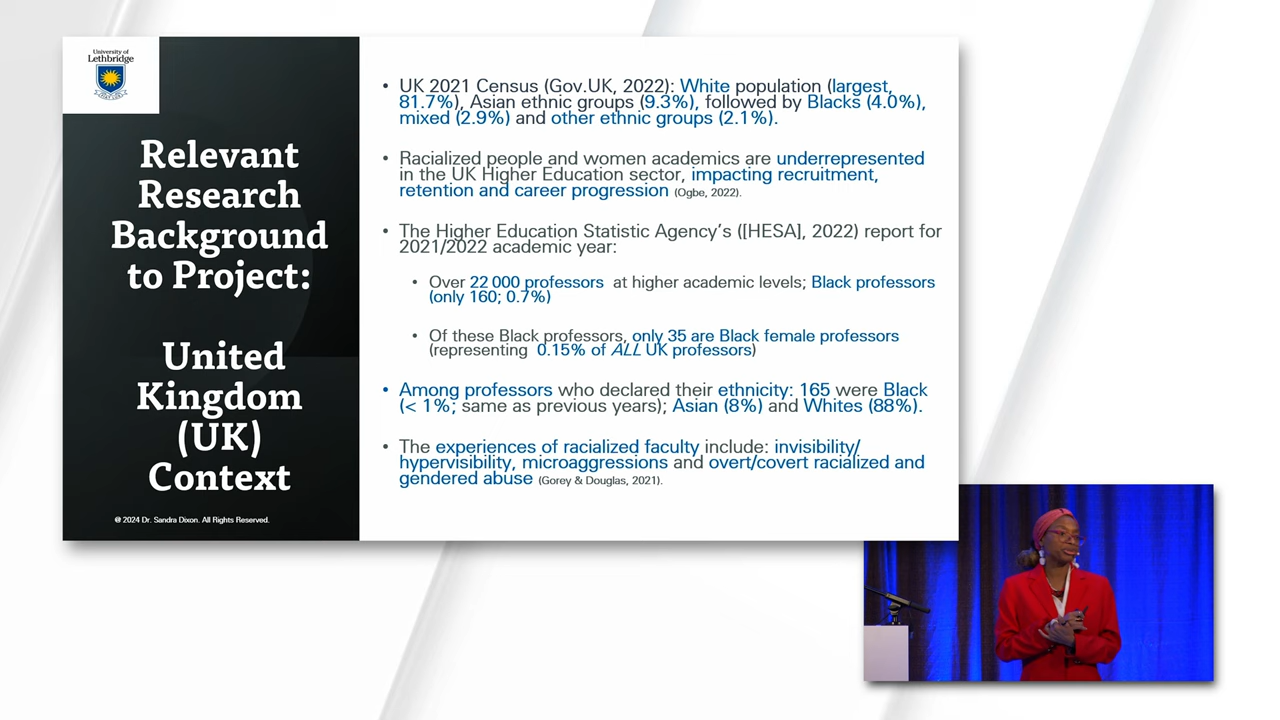 University of
Lethbridge
Relevant
Research
Background
to Project:
United
Kingdom
(UK)
Context
@ 2024 Dr. Sandra Dixon. All Rights Reserved.
• UK 2021 Census (Gov.UK, 2022): White population (largest,
81.7%), Asian ethnic groups (9.3%), followed by Blacks (4.0%),
mixed (2.9%) and other ethnic groups (2.1%).
• Racialized people and women academics are underrepresented
in the UK Higher Education sector, impacting recruitment,
retention and career progression (Ogbe, 2022).
• The Higher Education Statistic Agency's ([HESA], 2022) report for
2021/2022 academic year:
• Over 22 000 professors at higher academic levels; Black professors
(only 160; 0.7%)
• Of these Black professors, only 35 are Black female professors
(representing 0.15% of ALL UK professors)
• Among professors who declared their ethnicity: 165 were Black
(< 1%; same as previous years); Asian (8%) and Whites (88%).
• The experiences of racialized faculty include: invisibility/
hypervisibility, microaggressions and overt/covert racialized and
gendered abuse (Gorey & Douglas, 2021).